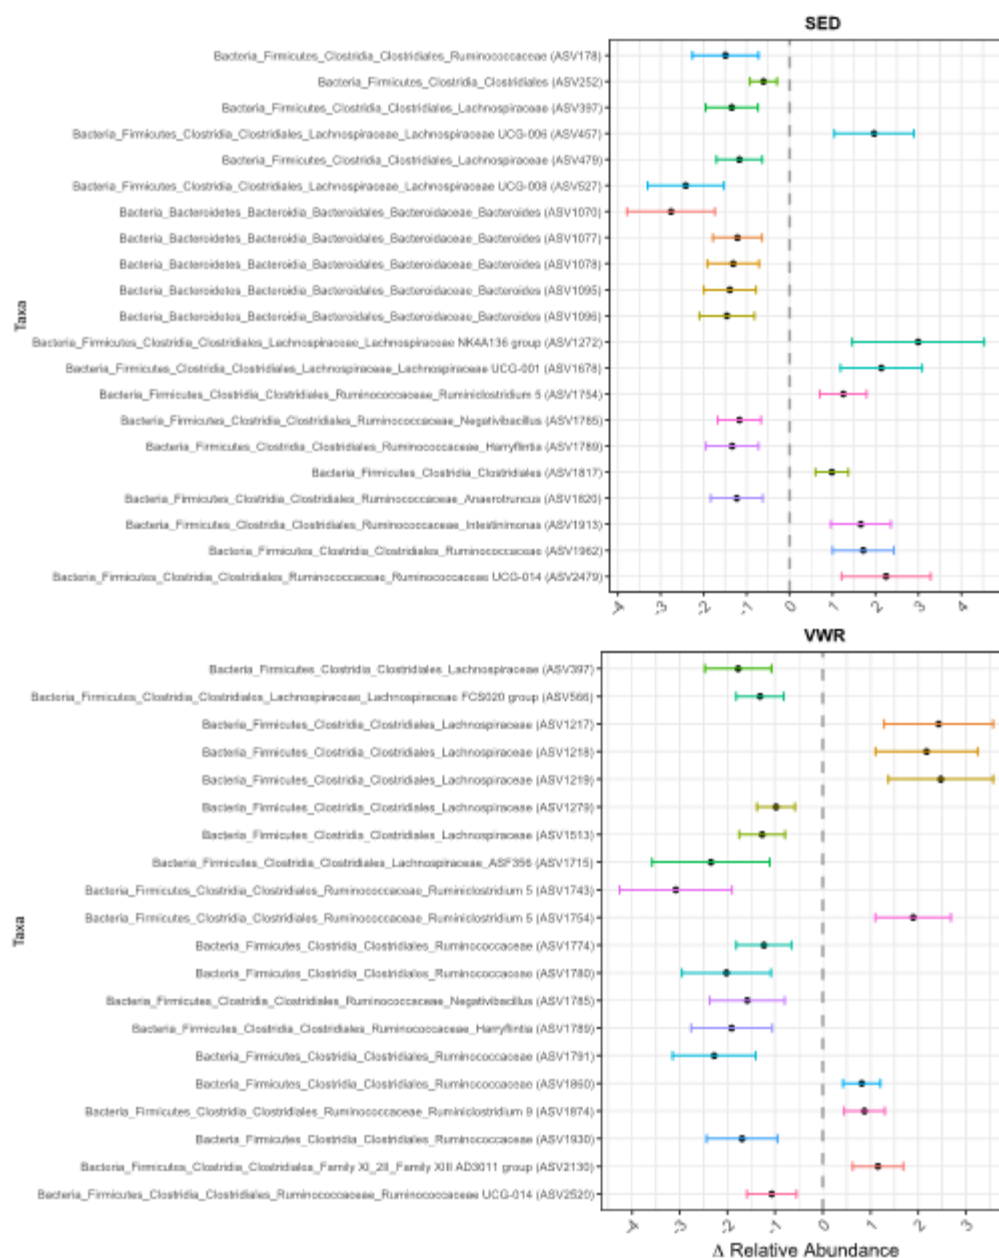 SED
Taxa
Bacteria_Firmicutes_Clostridia_Clostridiales_Ruminococcaceae (ASV178)
Bacteria_Firmicutes_Clostridia_Clostridiales (ASV252)
Bacteria_Firmicutes_Clostridia_Clostridiales_Lachnospiraceae (ASV397)
Bacteria_Firmicutes_Clostridia_Clostridiales_Lachnospiraceae_Lachnospiraceae UCG-006 (ASV457)
Bacteria_Firmicutes_Clostridia_Clostridiales_Lachnospiraceae (ASV479)
Bacteria_Firmicutes_Clostridia_Clostridiales_Lachnospiraceae_Lachnospiraceae UCG-008 (ASV527)
Bacteria_Bacteroidetes_Bacteroidia_Bacteroidales_Bacteroidaceae_Bacteroides (ASV1070)
Bacteria_Bacteroidetes_Bacteroidia_Bacteroidales_Bacteroidaceae_Bacteroides (ASV1077)
Bacteria_Bacteroidetes_Bacteroidia_Bacteroidales_Bacteroidaceae_Bacteroides (ASV1078)
Bacteria_Bacteroidetes_Bacteroidia_Bacteroidales_Bacteroidaceae_Bacteroides (ASV1095)
Bacteria_Bacteroidetes_Bacteroidia_Bacteroidales_Bacteroidaceae_Bacteroides (ASV1096)
Bacteria_Firmicutes_Clostridia_Clostridiales_Lachnospiraceae_Lachnospiraceae NK4A136 group (ASV1272)
Bacteria_Firmicutes_Clostridia_Clostridiales_Lachnospiraceae_Lachnospiraceae UCG-001 (ASV1678)
Bacteria_Firmicutes_Clostridia_Clostridiales_Ruminococcaceae_Ruminiclostridium 5 (ASV1754)
Bacteria_Firmicutes_Clostridia_Clostridiales_Ruminococcaceae_Negativibacillus (ASV1785)
Bacteria_Firmicutes_Clostridia_Clostridiales_Ruminococcaceae_Harryflintia (ASV1789)
Bacteria_Firmicutes_Clostridia_Clostridiales (ASV1817)
Bacteria_Firmicutes_Clostridia_Clostridiales_Ruminococcaceae_Anaerotruncus (ASV1820)
Bacteria_Firmicutes_Clostridia_Clostridiales_Ruminococcaceae_Intestinimonas (ASV1913)
Bacteria_Firmicutes_Clostridia_Clostridiales_Ruminococcaceae (ASV1962)
Bacteria_Firmicutes_Clostridia_Clostridiales_Ruminococcaceae_Ruminococcaceae UCG-014 (ASV2479)
-4 -3 -2 -1 0 1 2 3 4
VWR
Taxa
Bacteria_Firmicutes_Clostridia_Clostridiales_Lachnospiraceae (ASV397)
Bacteria_Firmicutes_Clostridia_Clostridiales_Lachnospiraceae_Lachnospiraceae FCS020 group (ASV566)
Bacteria_Firmicutes_Clostridia_Clostridiales_Lachnospiraceae (ASV1217)
Bacteria_Firmicutes_Clostridia_Clostridiales_Lachnospiraceae (ASV1218)
Bacteria_Firmicutes_Clostridia_Clostridiales_Lachnospiraceae (ASV1219)
Bacteria_Firmicutes_Clostridia_Clostridiales_Lachnospiraceae (ASV1279)
Bacteria_Firmicutes_Clostridia_Clostridiales_Lachnospiraceae (ASV1513)
Bacteria_Firmicutes_Clostridia_Clostridiales_Lachnospiraceae_ASF356 (ASV1715)
Bacteria_Firmicutes_Clostridia_Clostridiales_Ruminococcaceae_Ruminiclostridium 5 (ASV1743)
Bacteria_Firmicutes_Clostridia_Clostridiales_Ruminococcaceae_Ruminiclostridium 5 (ASV1754)
Bacteria_Firmicutes_Clostridia_Clostridiales_Ruminococcaceae (ASV1774)
Bacteria_Firmicutes_Clostridia_Clostridiales_Ruminococcaceae (ASV1780)
Bacteria_Firmicutes_Clostridia_Clostridiales_Ruminococcaceae_Negativibacillus (ASV1785)
Bacteria_Firmicutes_Clostridia_Clostridiales_Ruminococcaceae_Harryflintia (ASV1789)
Bacteria_Firmicutes_Clostridia_Clostridiales_Ruminococcaceae (ASV1791)
Bacteria_Firmicutes_Clostridia_Clostridiales_Ruminococcaceae (ASV1860)
Bacteria_Firmicutes_Clostridia_Clostridiales_Ruminococcaceae_Ruminiclostridium 9 (ASV1874)
Bacteria_Firmicutes_Clostridia_Clostridiales_Ruminococcaceae (ASV1930)
Bacteria_Firmicutes_Clostridia_Clostridiales_Family XI_2II_Family XIII AD3011 group (ASV2130)
Bacteria_Firmicutes_Clostridia_Clostridiales_Ruminococcaceae_Ruminococcaceae UCG-014 (ASV2520)
-4 -3 -2 -1 0 1 2 3
Δ Relative Abundance